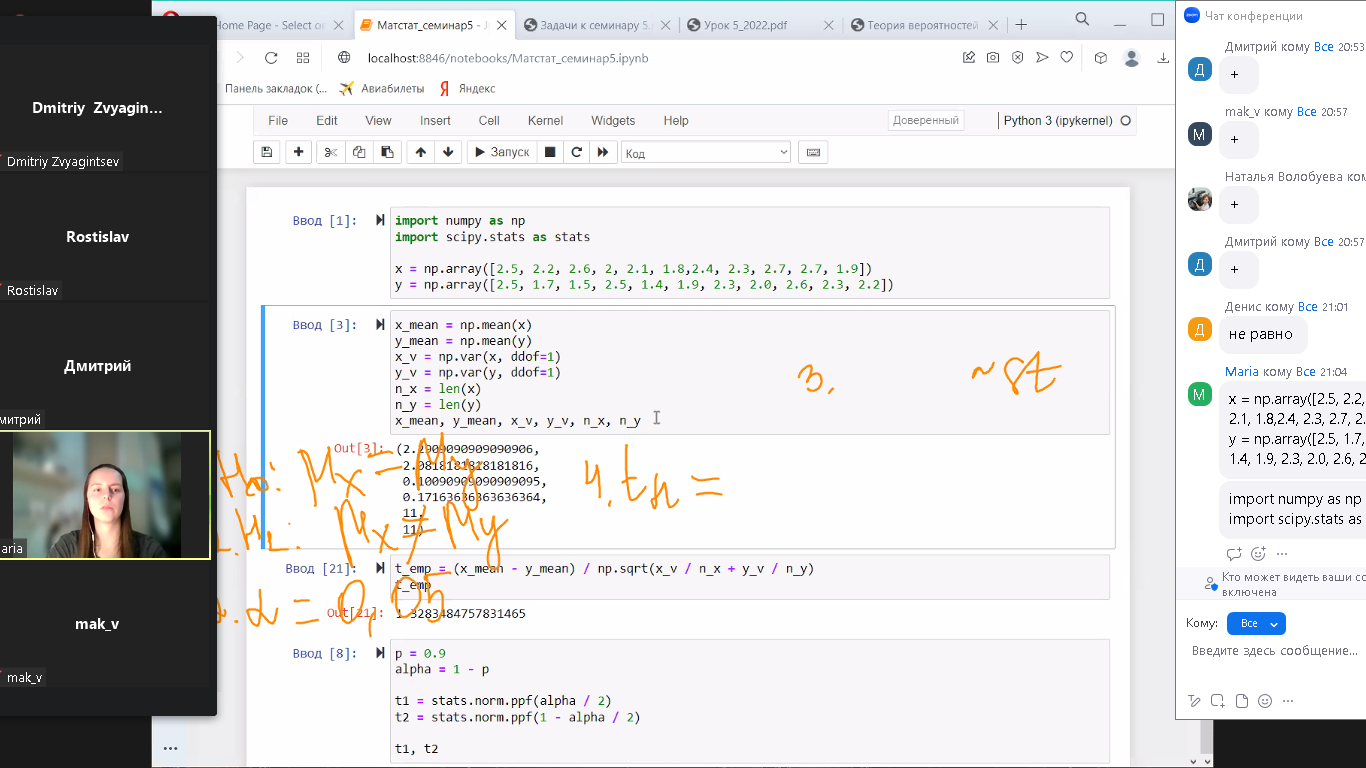 Home Page - Select or
Матстат_семинар5 - J
Задачи к семинару 5.
Урок 5_2022.pdf
Теория вероятностей
localhost:8846/notebooks/Матстат_семинар5.ipynb
Панель закладок (...
Авиабилеты
Яндекс
File Edit View Insert Cell Kernel Widgets Help
Доверенный
Python 3 (ipykernel)
Запуск
Код
Ввод [1]:
import numpy as np
import scipy.stats as stats
x = np.array([2.5, 2.2, 2.6, 2, 2.1, 1.8,2.4, 2.3, 2.7, 2.7, 1.9])
y = np.array([2.5, 1.7, 1.5, 2.5, 1.4, 1.9, 2.3, 2.0, 2.6, 2.3, 2.2])
Ввод [3]:
x_mean = np.mean(x)
y_mean = np.mean(y)
x_v = np.var(x, ddof=1)
y_v = np.var(y, ddof=1)
n_x = len(x)
n_y = len(y)
x_mean, y_mean, x_v, y_v, n_x, n_y
3.
Out[3]:
(2.2909090909090906,
2.0818181818181816,
0.10090909090909095,
0.17163636363636364,
11,
11)
H₀: Mx = My
H₁: Mx ≠ My
α = 0,05
4. tн =
Ввод [21]:
t_emp = (x_mean - y_mean) / np.sqrt(x_v / n_x + y_v / n_y)
t_emp
Out[21]:
1.3283484757831465
Ввод [8]:
p = 0.9
alpha = 1 - p
t1 = stats.norm.ppf(alpha / 2)
t2 = stats.norm.ppf(1 - alpha / 2)
t1, t2
Dmitriy Zvyagin...
Dmitriy Zvyagintsev
Rostislav
Rostislav
Дмитрий
митрий
aria
mak_v
mak_v
Чат конференции
Дмитрий кому Все 20:53
Д
+
mak_v кому Все 20:57
M
+
Наталья Волобуева ком
+
Дмитрий кому Все 20:57
Д
+
Денис кому Все 21:01
Д
не равно
Maria кому Все 21:04
M
x = np.array([2.5, 2.2,
2.1, 1.8,2.4, 2.3, 2.7,
y = np.array([2.5, 1.7,
1.4, 1.9, 2.3, 2.0, 2.6, 2
import numpy as np
import scipy.stats as
Кто может видеть ваши со
включена
Кому: Все
Введите здесь сообщение...